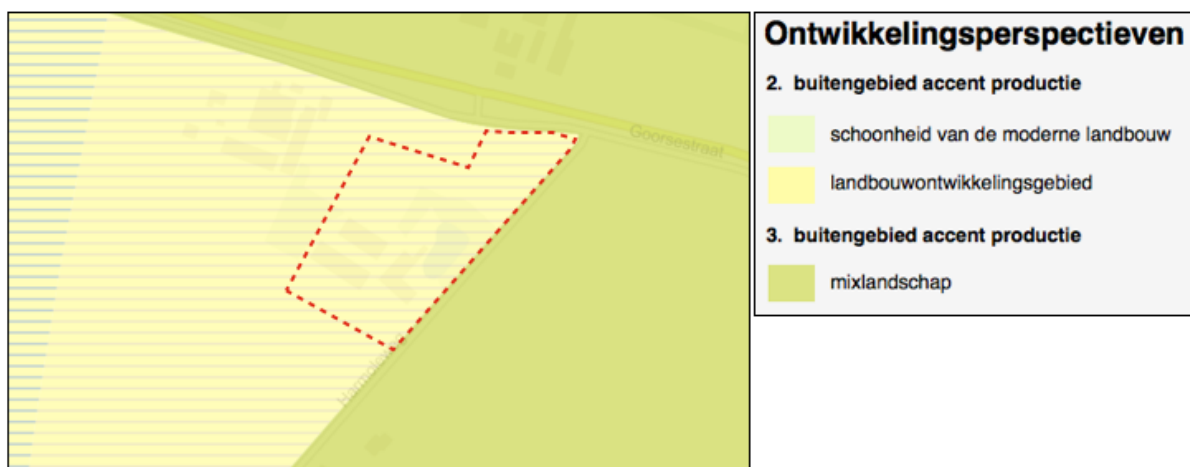 Goorsestraat
Ontwikkelingsperspectieven
2. buitengebied accent productie
schoonheid van de moderne landbouw
landbouwontwikkelingsgebied
3. buitengebied accent productie
mixlandschap